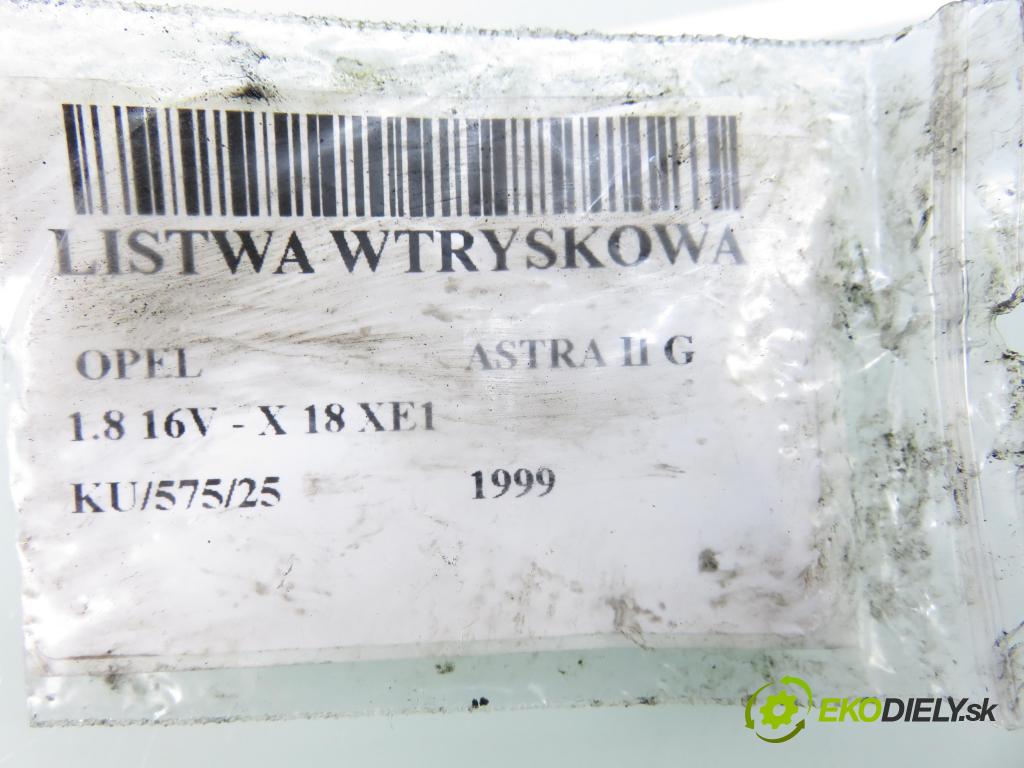 LISTWA WTRYSKOWA
OPEL ASTRA II G
1.8 16V - X 18 XE1
KU/575/25 1999
EKODIELY.sk